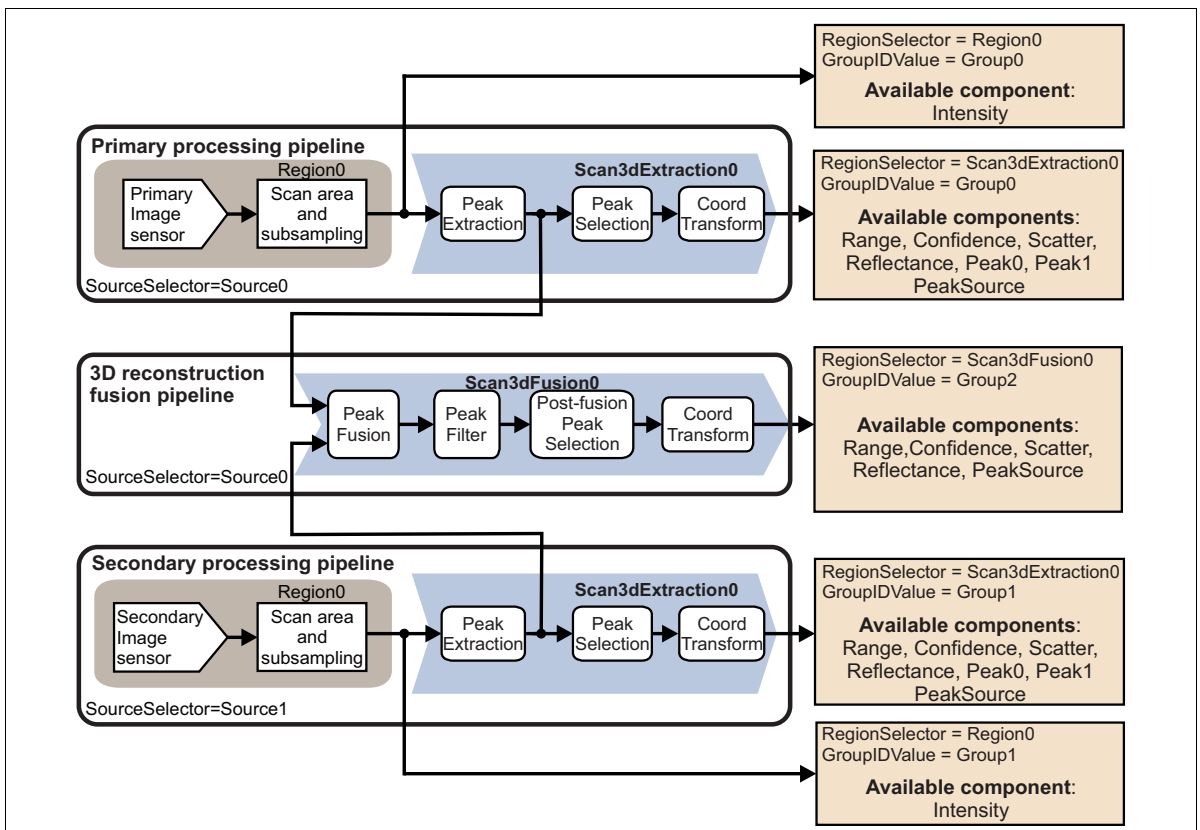 RegionSelector = Region0
GroupIDValue = Group0
Available component:
Intensity
Primary processing pipeline
Region0
Primary
Image
sensor
Scan area
and
subsampling
Scan3dExtraction0
Peak
Extraction
Peak
Selection
Coord
Transform
SourceSelector=Source0
RegionSelector = Scan3dExtraction0
GroupIDValue = Group0
Available components:
Range, Confidence, Scatter,
Reflectance, Peak0, Peak1
PeakSource
3D reconstruction
fusion pipeline
Scan3dFusion0
Peak
Fusion
Peak
Filter
Post-fusion
Peak
Selection
Coord
Transform
SourceSelector=Source0
RegionSelector = Scan3dFusion0
GroupIDValue = Group2
Available components:
Range,Confidence, Scatter,
Reflectance, PeakSource
Secondary processing pipeline
Region0
Secondary
Image
sensor
Scan area
and
subsampling
Scan3dExtraction0
Peak
Extraction
Peak
Selection
Coord
Transform
SourceSelector=Source1
RegionSelector = Scan3dExtraction0
GroupIDValue = Group1
Available components:
Range, Confidence, Scatter,
Reflectance, Peak0, Peak1
PeakSource
RegionSelector = Region0
GroupIDValue = Group1
Available component:
Intensity